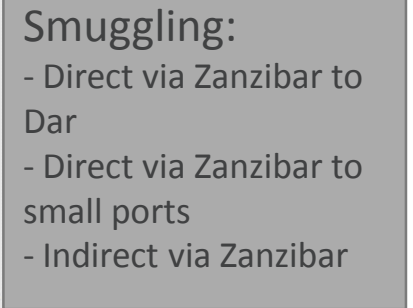 Smuggling:
- Direct via Zanzibar to
Dar
- Direct via Zanzibar to
small ports
- Indirect via Zanzibar